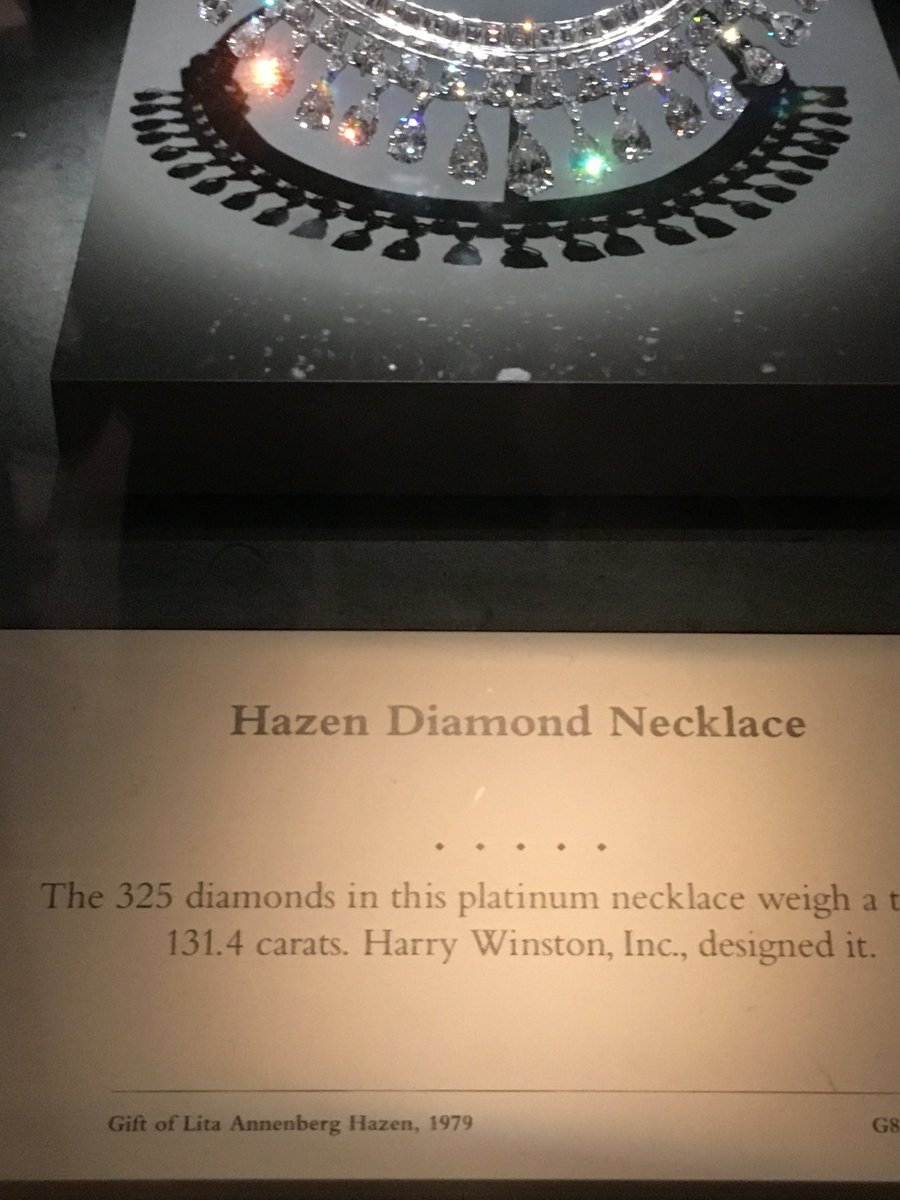 Hazen Diamond Necklace
The 325 diamonds in this platinum necklace weigh a
131.4 carats. Harry Winston, Inc., designed it.
Gift of Lita Annenberg Hazen, 1979
G8